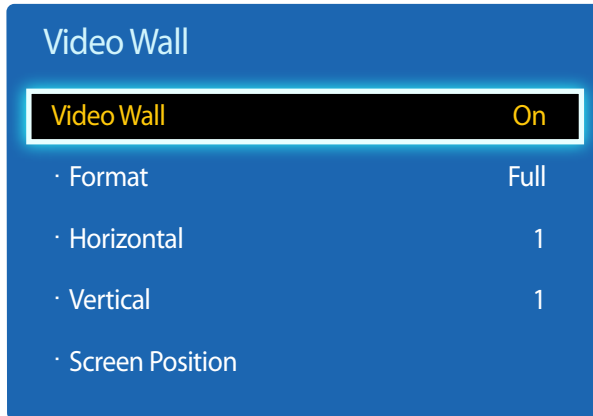 Video Wall
Video Wall On
· Format Full
· Horizontal 1
· Vertical 1
· Screen Position